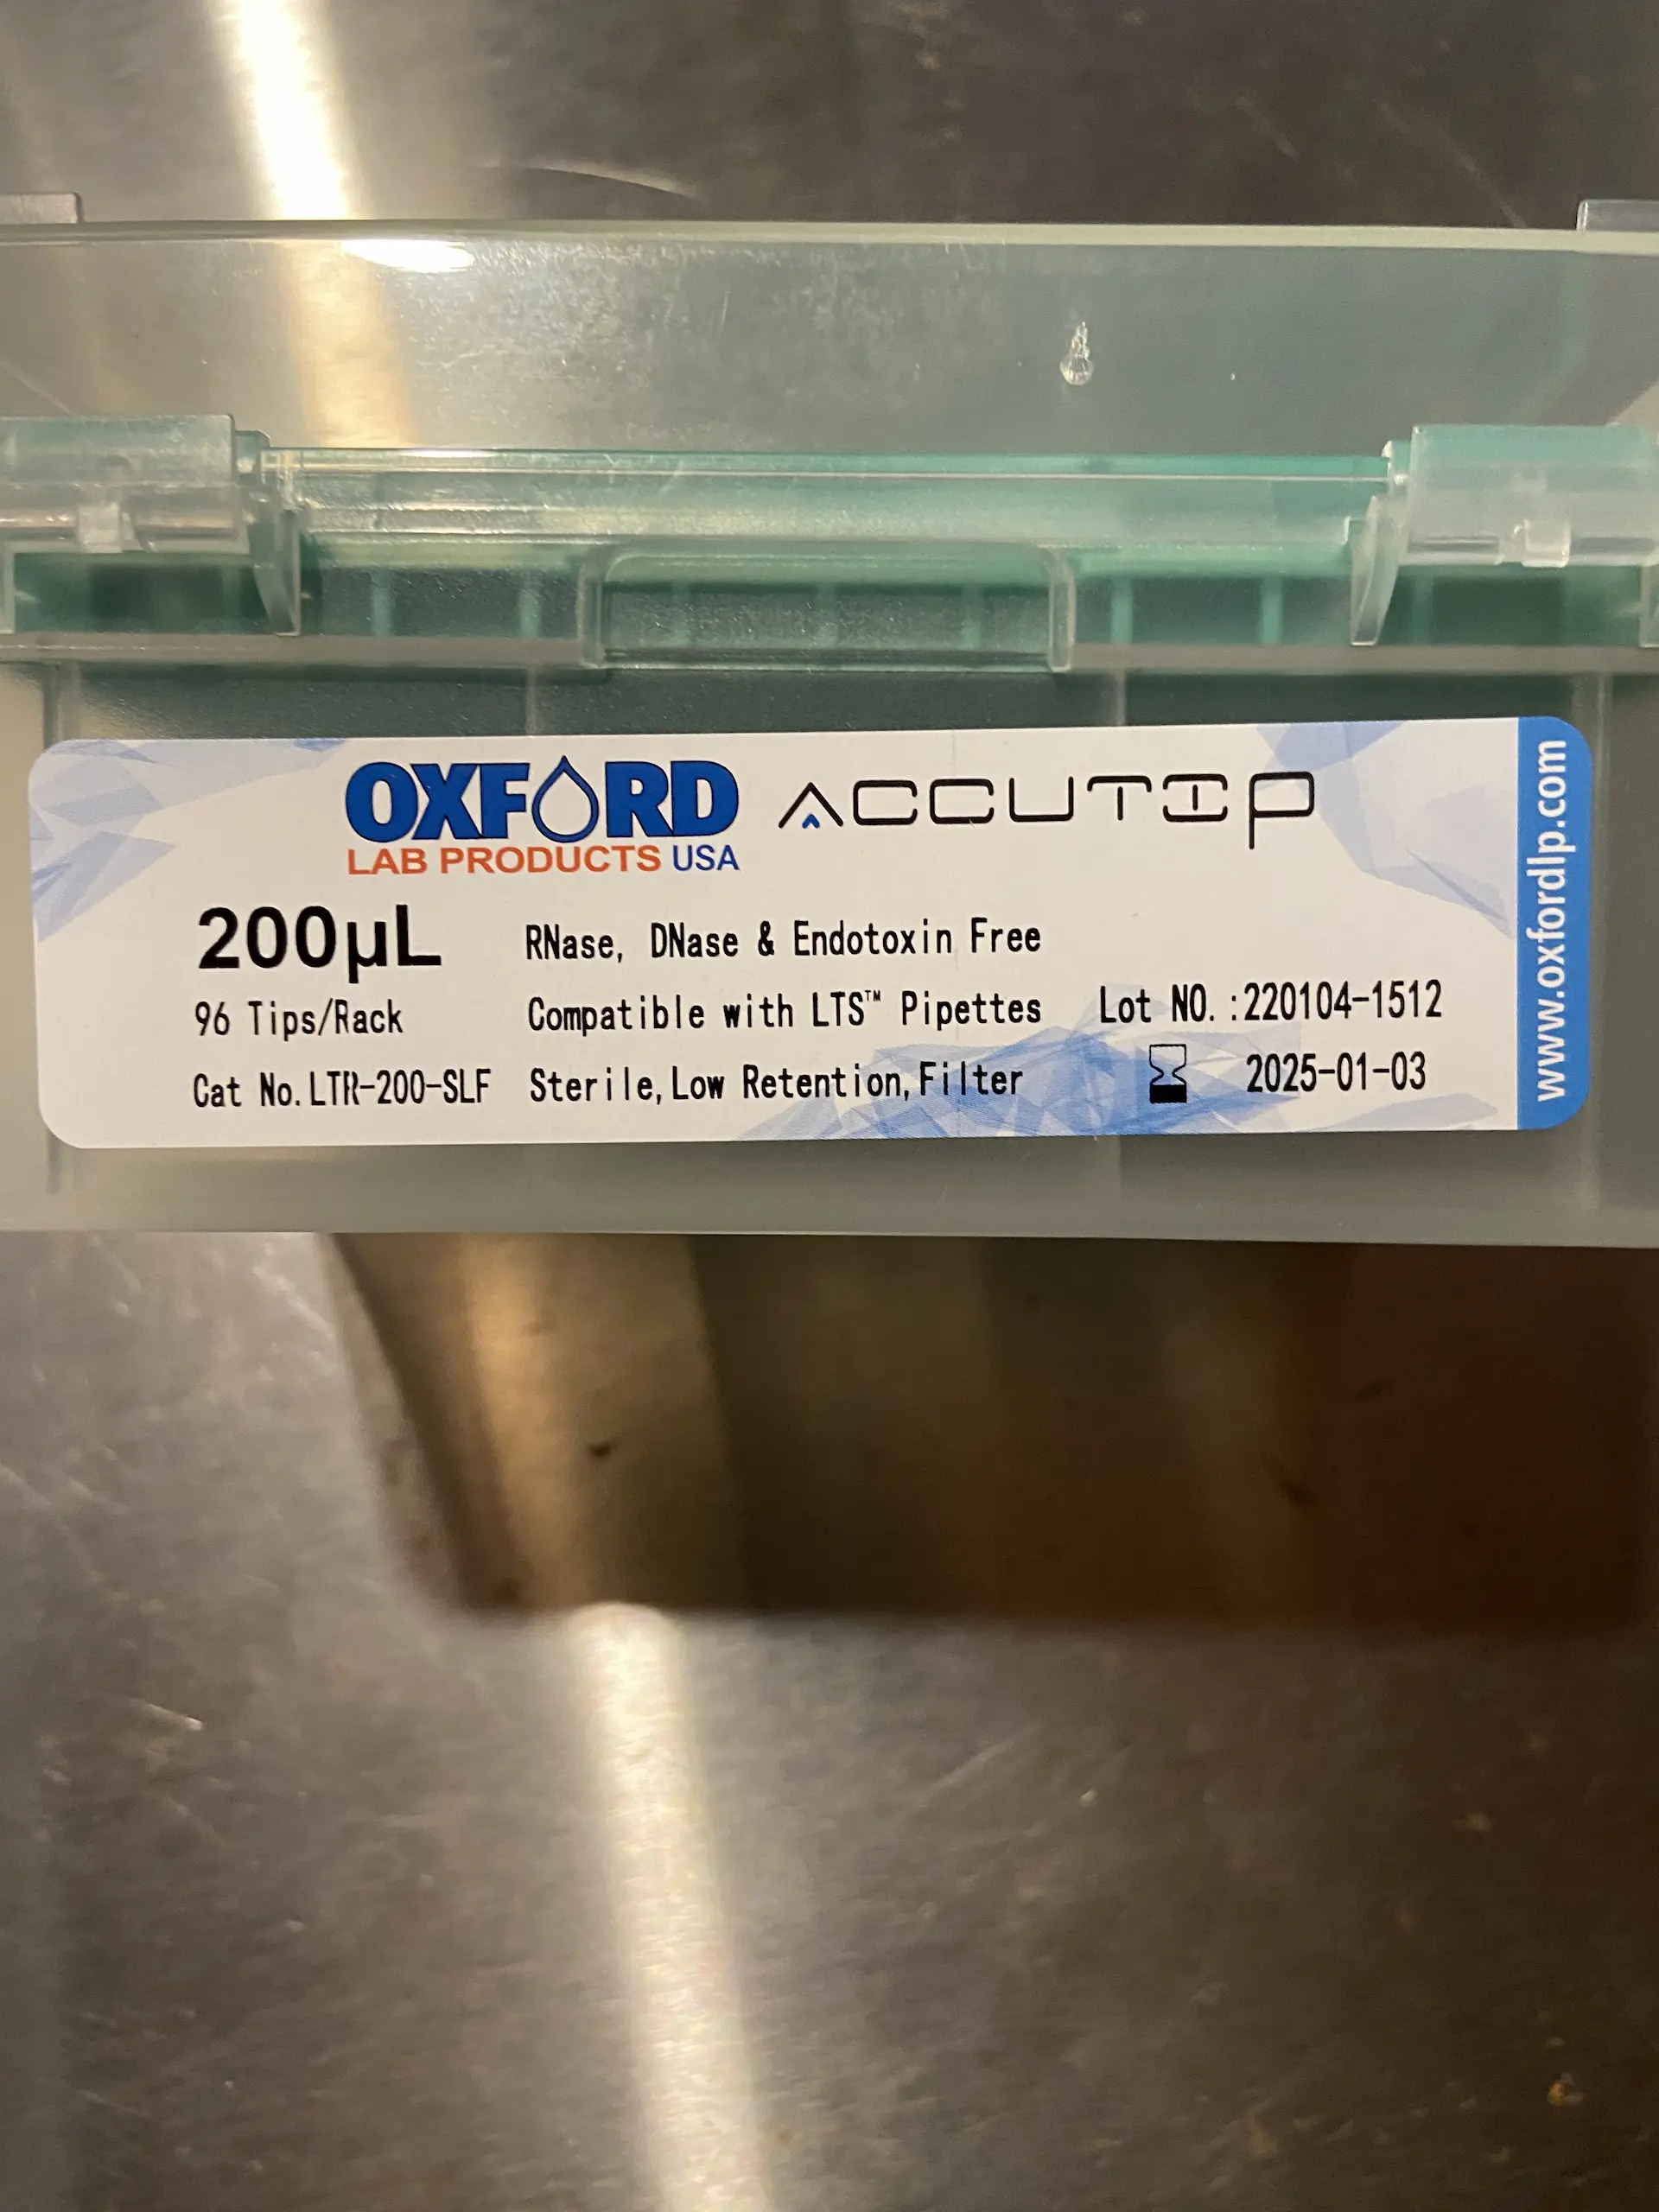 OXFORD ACCUTIP
LAB PRODUCTS USA
200µL
RNase, DNase & Endotoxin Free
96 Tips/Rack
Compatible with LTS™ Pipettes
Lot NO.:220104-1512
Cat No.LTR-200-SLF
Sterile,Low Retention,Filter
2025-01-03
www.oxfordlp.com